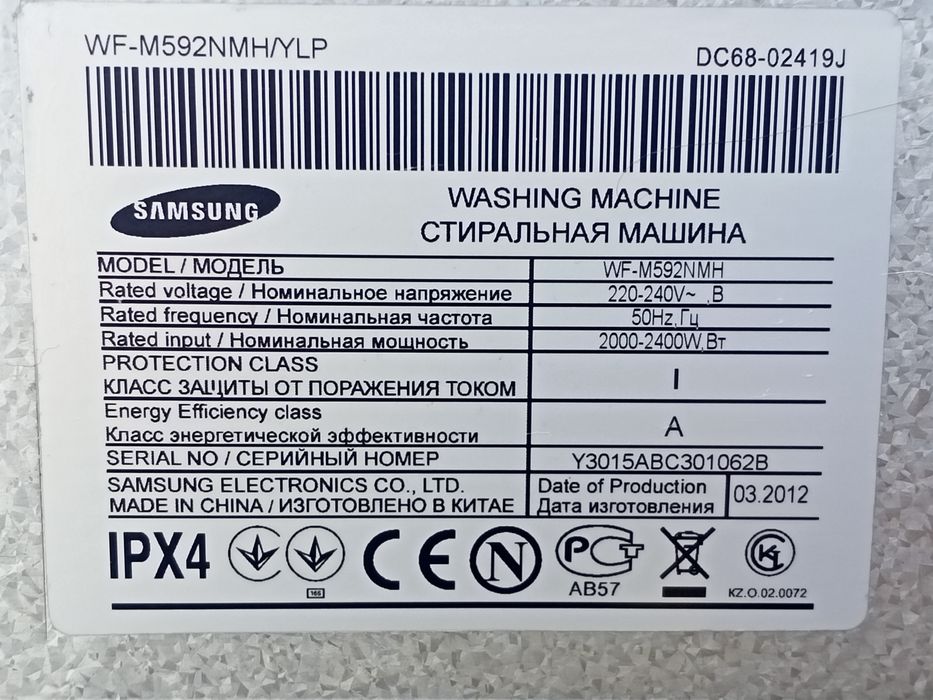 WF-M592NMH/YLP
DC68-02419J
SAMSUNG
WASHING MACHINE
СТИРАЛЬНАЯ МАШИНА
MODEL / МОДЕЛЬ WF-M592NMH
Rated voltage / Номинальное напряжение 220-240V~ ,В
Rated frequency / Номинальная частота 50Hz,Гц
Rated input / Номинальная мощность 2000-2400W,Вт
PROTECTION CLASS
КЛАСС ЗАЩИТЫ ОТ ПОРАЖЕНИЯ ТОКОМ I
Energy Efficiency class
Класс энергетической эффективности A
SERIAL NO / СЕРИЙНЫЙ НОМЕР Y3015ABC301062B
SAMSUNG ELECTRONICS CO., LTD.
MADE IN CHINA / ИЗГОТОВЛЕНО В КИТАЕ
Date of Production
Дата изготовления
03.2012
IPX4
CE
N
РСТ
165
АВ57
KZ.O.02.0072